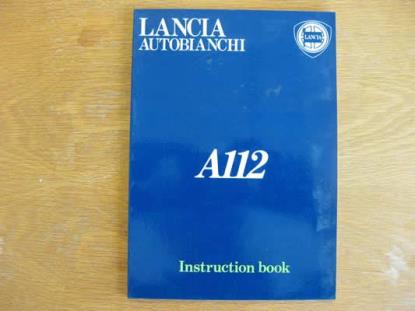 LANCIA
AUTOBIANCHI
LANCIA
A112
Instruction book